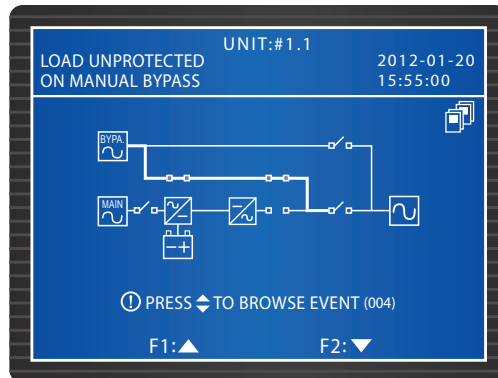 UNIT:#1.1
LOAD UNPROTECTED
ON MANUAL BYPASS
2012-01-20
15:55:00
BYPA.
MAIN
PRESS TO BROWSE EVENT (004)
F1:
F2: